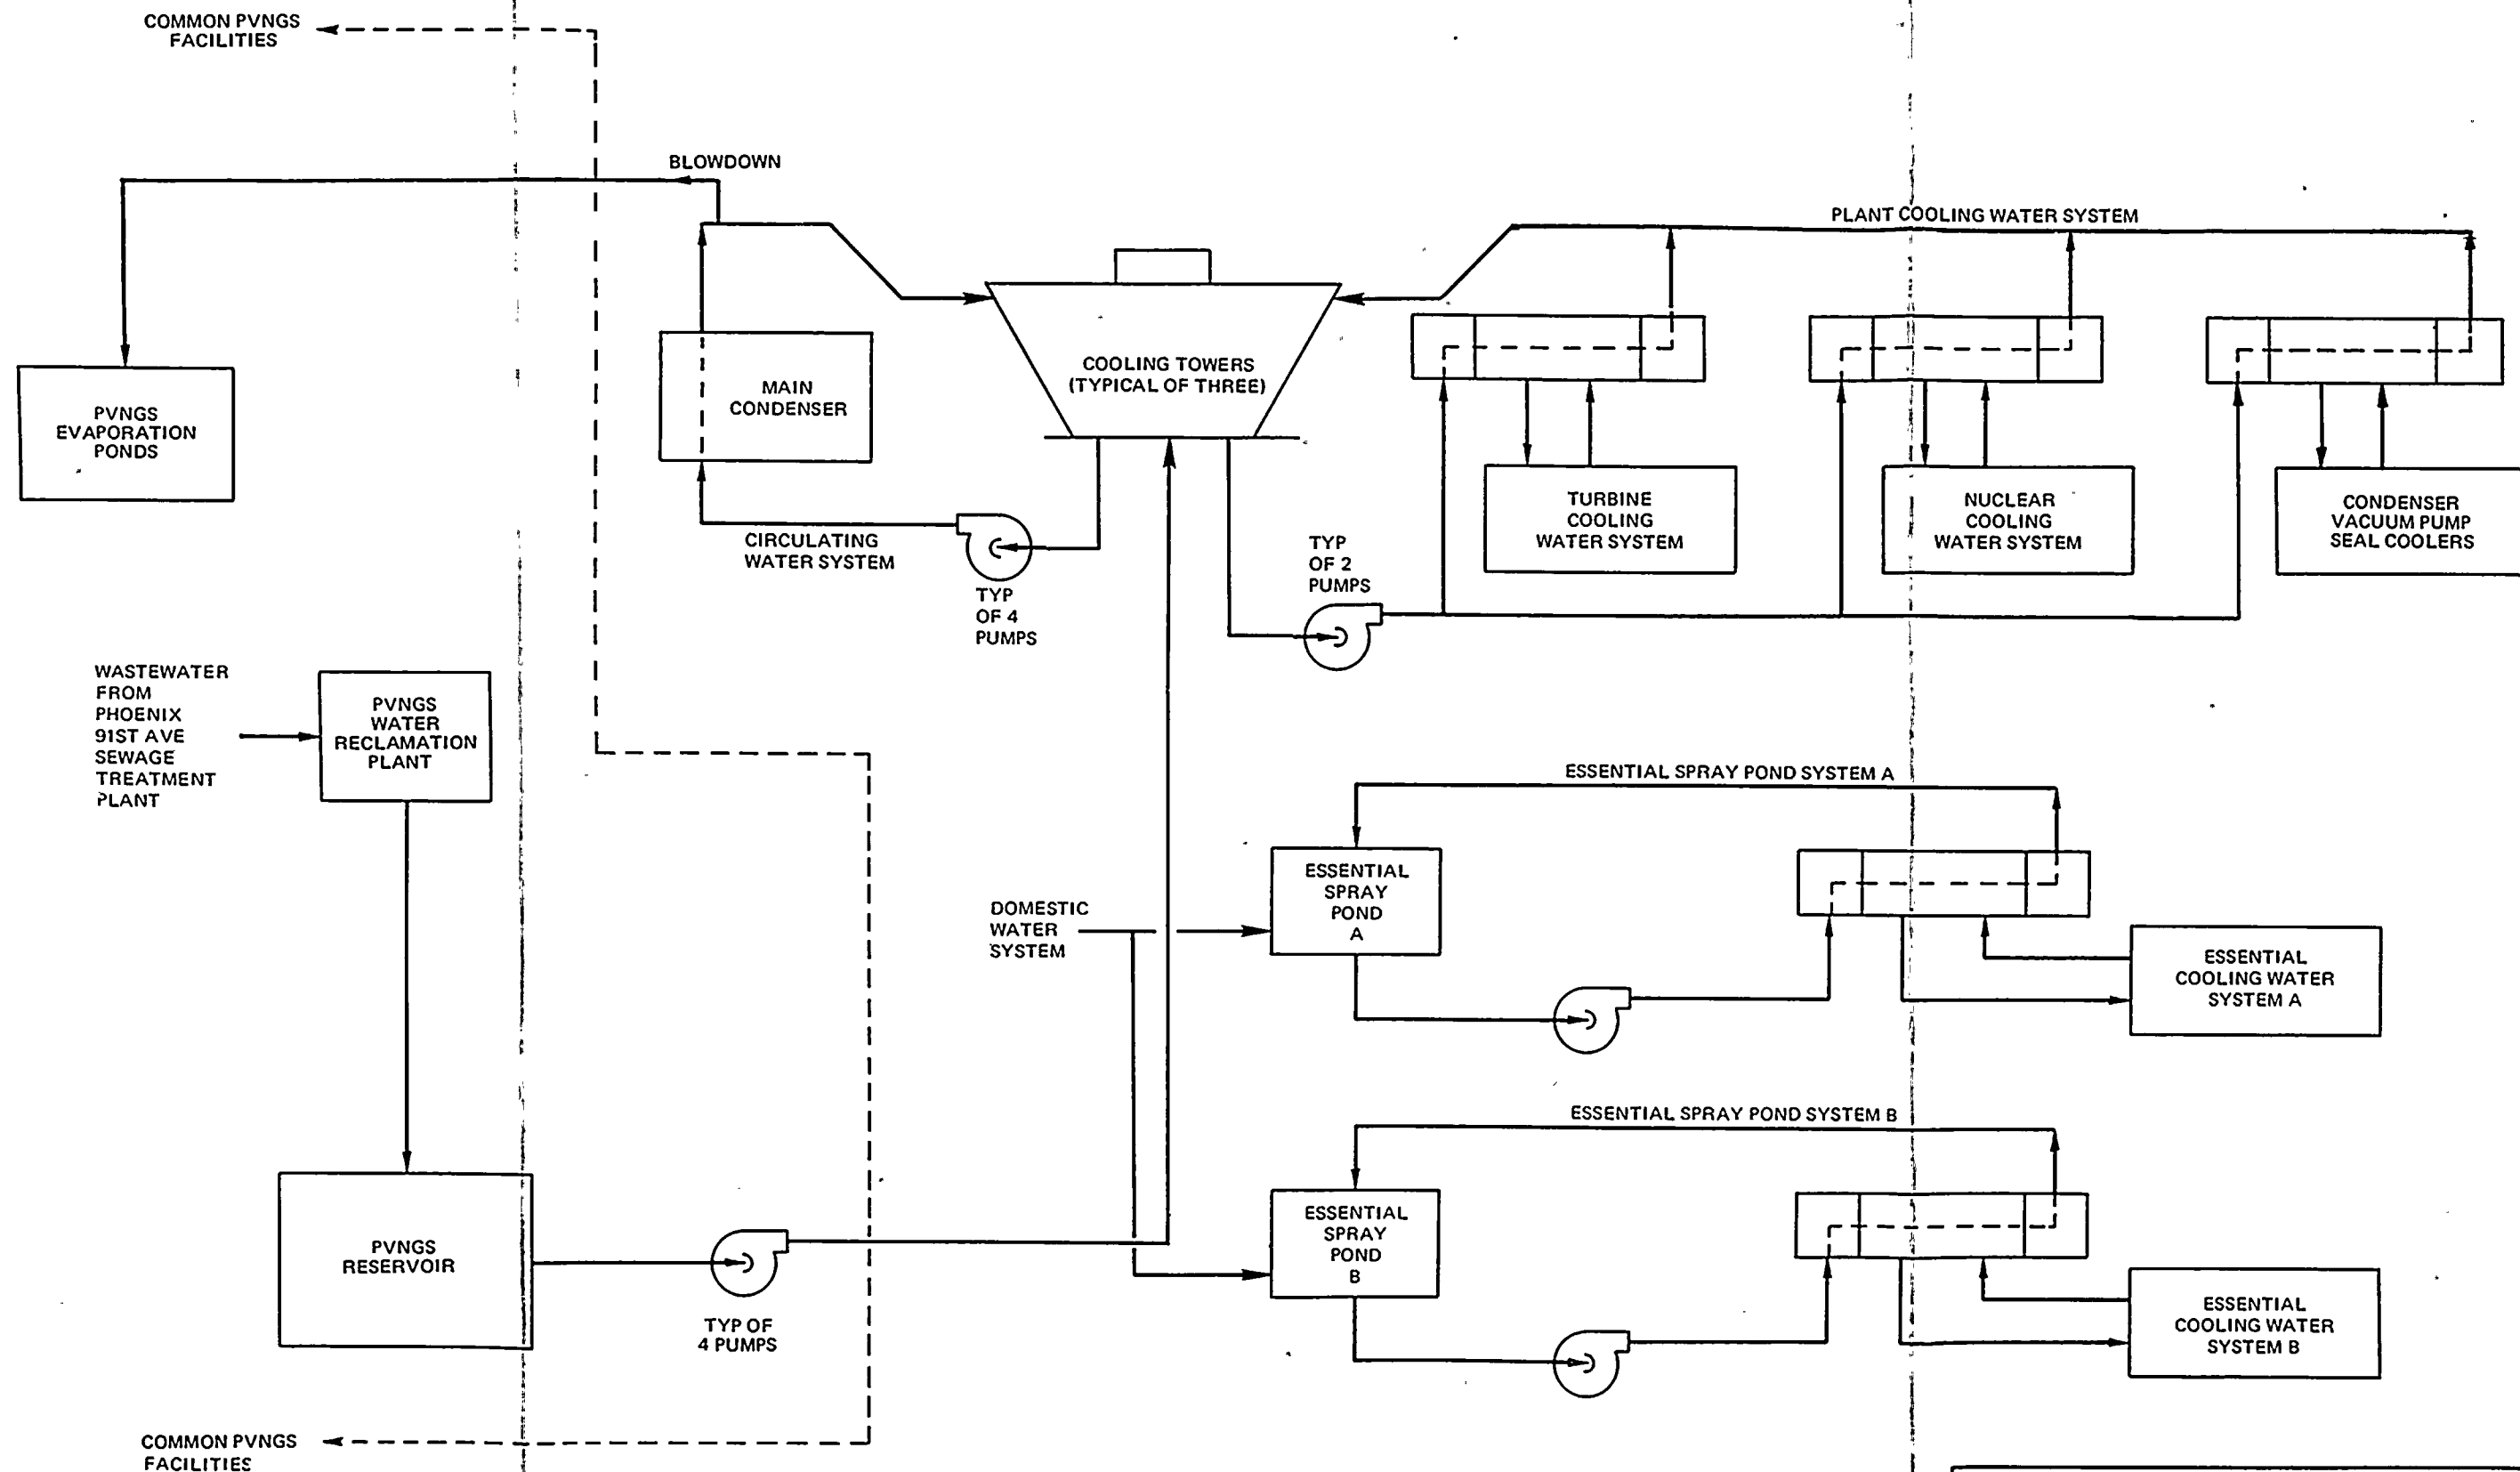 COMMON PVNGS
FACILITIES
BLOWDOWN
PLANT COOLING WATER SYSTEM
PVNGS
EVAPORATION
PONDS
MAIN
CONDENSER
COOLING TOWERS
(TYPICAL OF THREE)
TURBINE
COOLING
WATER SYSTEM
NUCLEAR
COOLING
WATER SYSTEM
CONDENSER
VACUUM PUMP
SEAL COOLERS
CIRCULATING
WATER SYSTEM
TYP
OF 4
PUMPS
TYP
OF 2
PUMPS
WASTEWATER
FROM
PHOENIX
91ST AVE
SEWAGE
TREATMENT
PLANT
PVNGS
WATER
RECLAMATION
PLANT
ESSENTIAL SPRAY POND SYSTEM A
ESSENTIAL
SPRAY
POND
A
DOMESTIC
WATER
SYSTEM
ESSENTIAL
COOLING WATER
SYSTEM A
ESSENTIAL SPRAY POND SYSTEM B
ESSENTIAL
SPRAY
POND
B
PVNGS
RESERVOIR
TYP OF
4 PUMPS
ESSENTIAL
COOLING WATER
SYSTEM B
COMMON PVNGS
FACILITIES